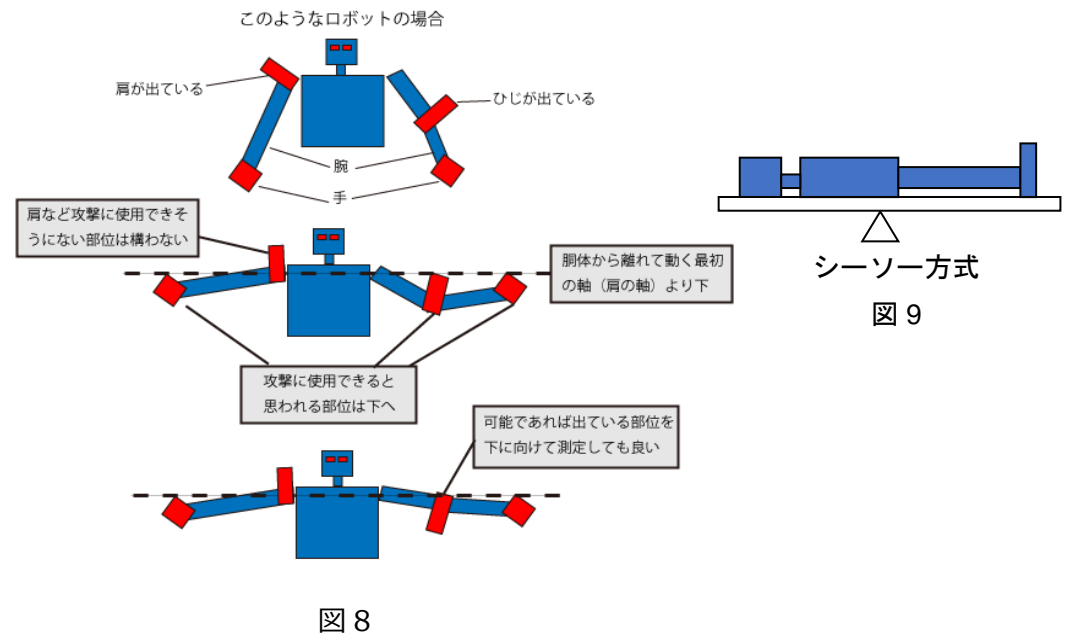 このようなロボットの場合
肩が出ている
ひじが出ている
腕
手
肩など攻撃に使用できそ
うにない部位は構わない
胴体から離れて動く最初
の軸（肩の軸）より下
攻撃に使用できると
思われる部位は下へ
可能であれば出ている部位を
下に向けて測定しても良い
図８
シーソー方式
図９